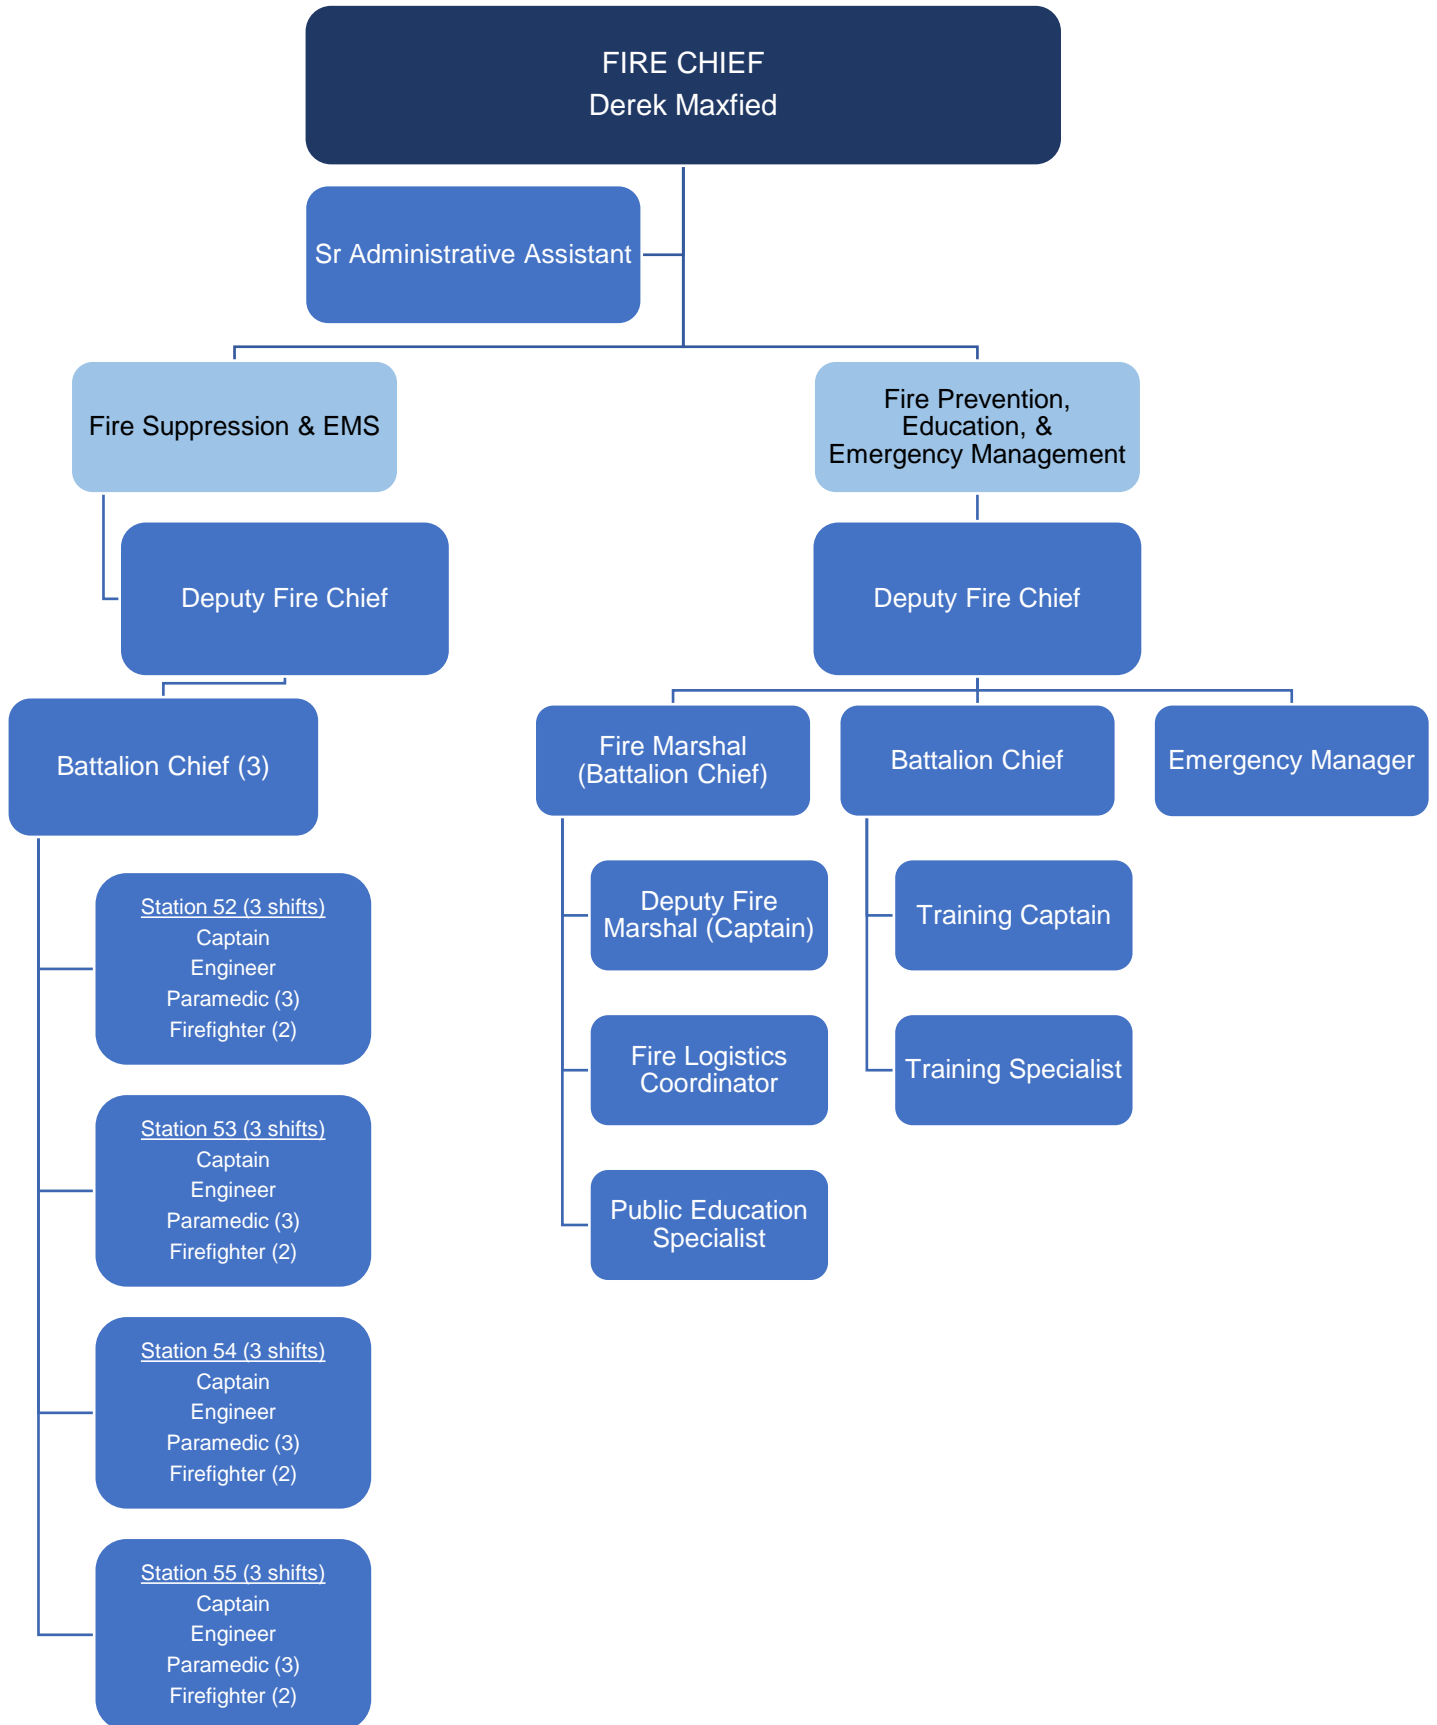 FIRE CHIEF
Derek Maxfied
Sr Administrative Assistant
Fire Suppression & EMS
Deputy Fire Chief
Battalion Chief (3)
Station 52 (3 shifts)
Captain
Engineer
Paramedic (3)
Firefighter (2)
Station 53 (3 shifts)
Captain
Engineer
Paramedic (3)
Firefighter (2)
Station 54 (3 shifts)
Captain
Engineer
Paramedic (3)
Firefighter (2)
Station 55 (3 shifts)
Captain
Engineer
Paramedic (3)
Firefighter (2)
Fire Prevention,
Education, &
Emergency Management
Deputy Fire Chief
Fire Marshal
(Battalion Chief)
Deputy Fire
Marshal (Captain)
Fire Logistics
Coordinator
Public Education
Specialist
Battalion Chief
Training Captain
Training Specialist
Emergency Manager